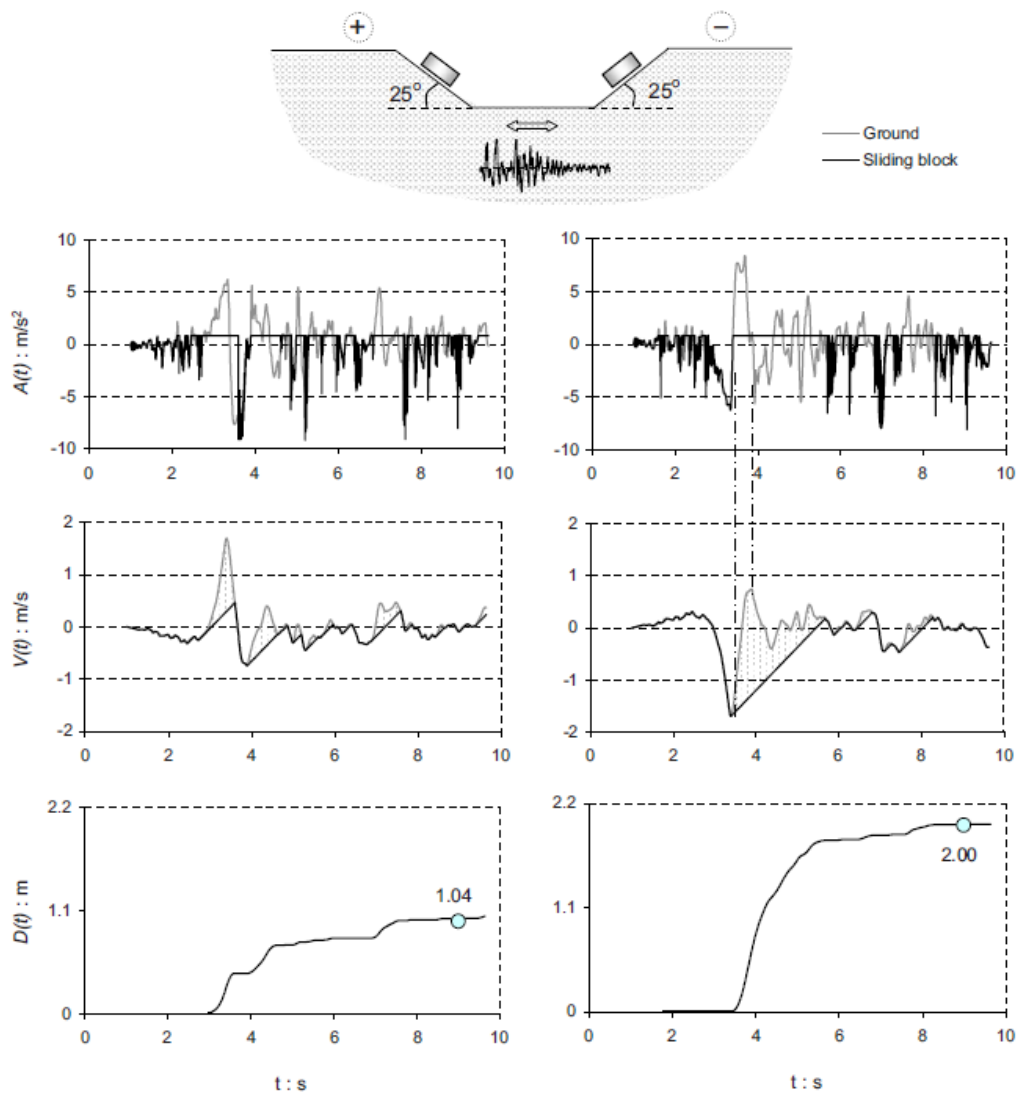 + −
25° 25°
Ground
Sliding block
10 10
5 5
A(t) : m/s²
0 0
-5 -5
-10 -10
0 2 4 6 8 10 0 2 4 6 8 10
2 2
1 1
V(t) : m/s
0 0
-1 -1
-2 -2
0 2 4 6 8 10 0 2 4 6 8 10
2.2 2.2
2.00
1.04
D(t) : m
1.1 1.1
0 0
0 2 4 6 8 10 0 2 4 6 8 10
t : s t : s